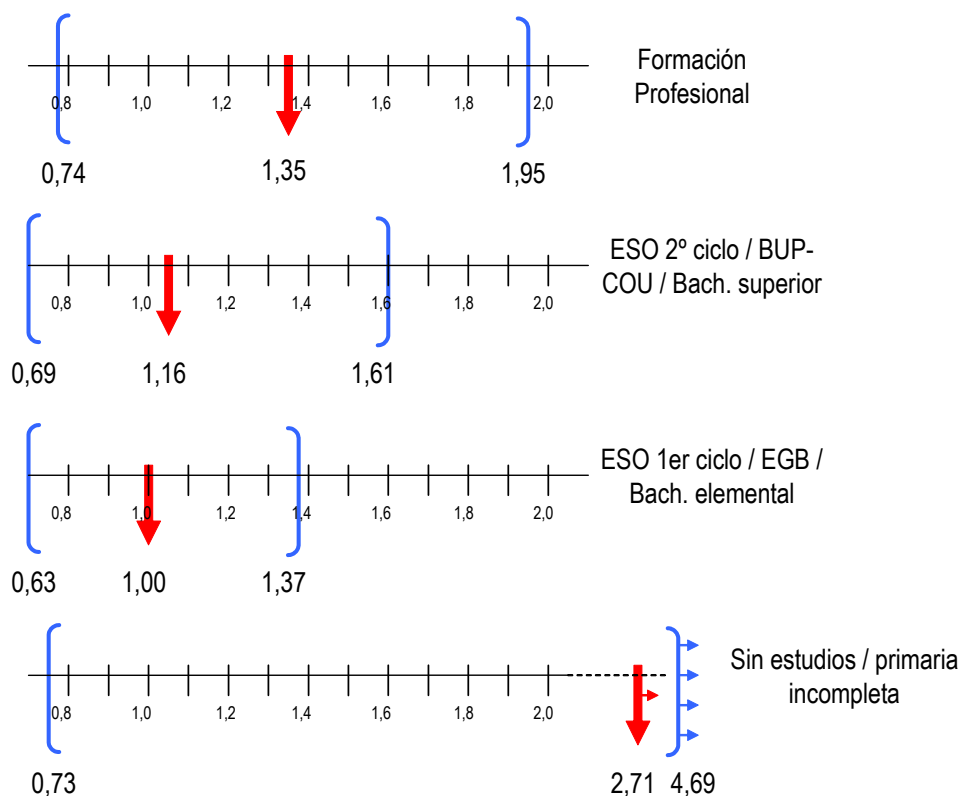 Formación
Profesional
0,8 1,0 1,2 1,4 1,6 1,8 2,0
0,74 1,35 1,95
ESO 2º ciclo / BUP-
COU / Bach. superior
0,8 1,0 1,2 1,4 1,6 1,8 2,0
0,69 1,16 1,61
ESO 1er ciclo / EGB /
Bach. elemental
0,8 1,0 1,2 1,4 1,6 1,8 2,0
0,63 1,00 1,37
Sin estudios / primaria
incompleta
0,8 1,0 1,2 1,4 1,6 1,8 2,0
0,73 2,71 4,69